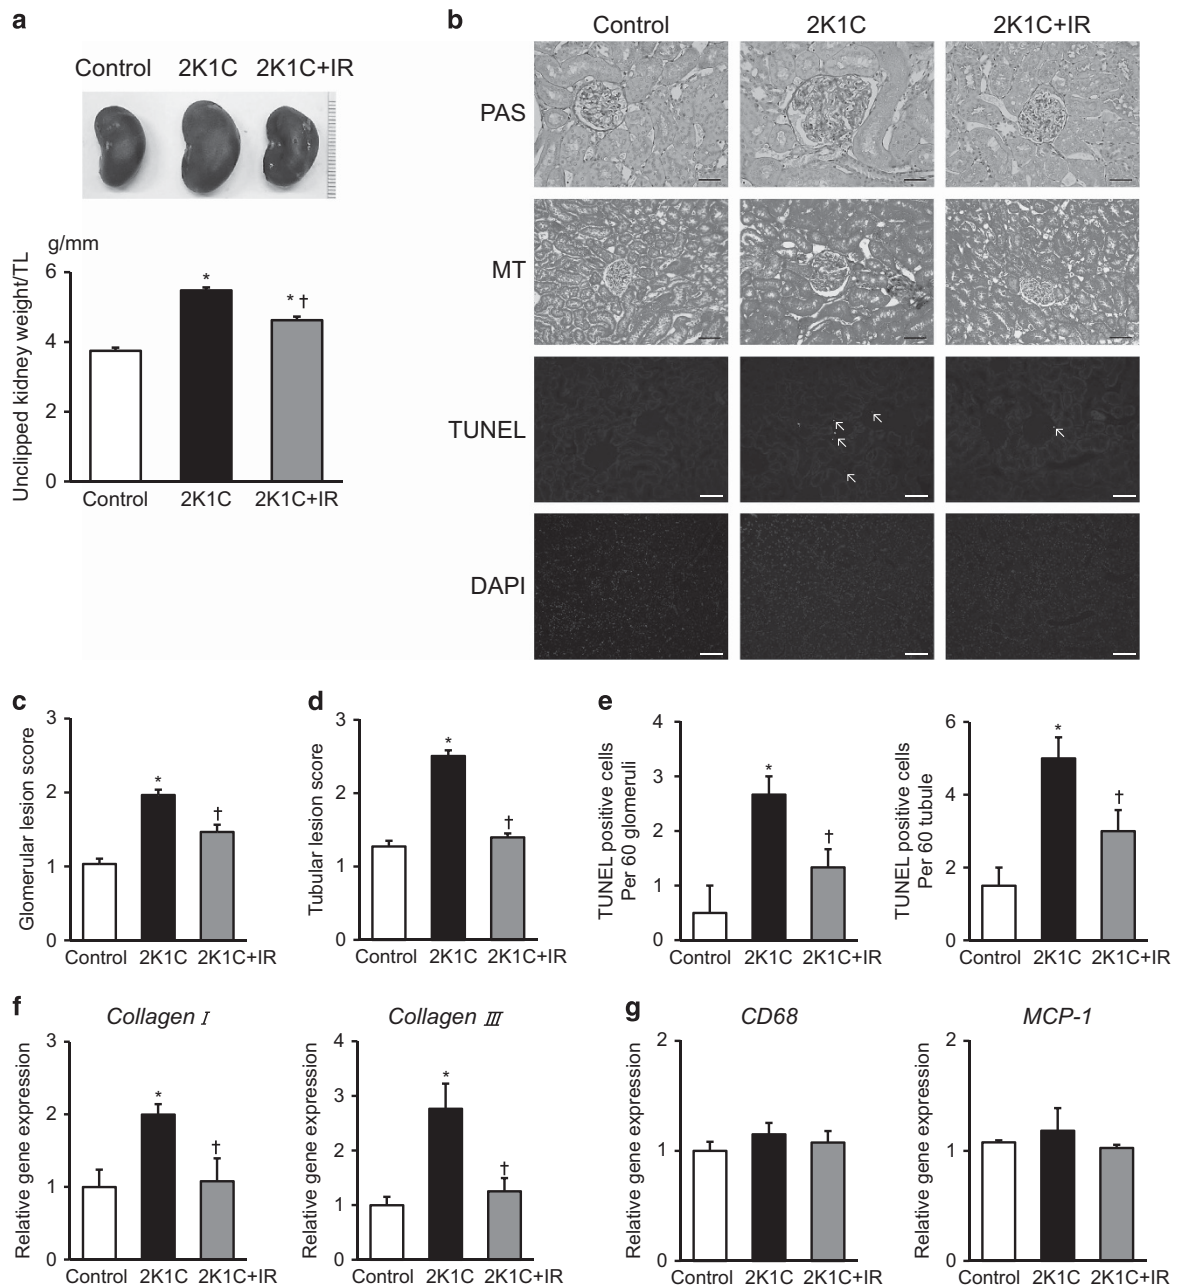 a
Control 2K1C 2K1C+IR
g/mm
Unclipped kidney weight/TL
6
4
2
0
* * †
Control 2K1C 2K1C+IR
b
Control 2K1C 2K1C+IR
PAS
MT
TUNEL
DAPI
c
Glomerular lesion score
3
2
1
0
* †
Control 2K1C 2K1C+IR
d
Tubular lesion score
3
2
1
0
* †
Control 2K1C 2K1C+IR
e
TUNEL positive cells
Per 60 glomeruli
4
3
2
1
0
* †
Control 2K1C 2K1C+IR
TUNEL positive cells
Per 60 tubule
6
4
2
0
* †
Control 2K1C 2K1C+IR
f
Collagen I
Relative gene expression
3
2
1
0
* †
Control 2K1C 2K1C+IR
Collagen III
Relative gene expression
4
3
2
1
0
* †
Control 2K1C 2K1C+IR
g
CD68
Relative gene expression
2
1
0
Control 2K1C 2K1C+IR
MCP-1
Relative gene expression
2
1
0
Control 2K1C 2K1C+IR